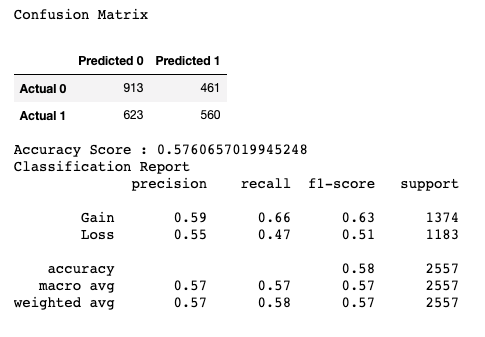 Confusion Matrix
Predicted 0 Predicted 1
Actual 0 913 461
Actual 1 623 560
Accuracy Score : 0.5760657019945248
Classification Report
precision recall f1-score support
Gain 0.59 0.66 0.63 1374
Loss 0.55 0.47 0.51 1183
accuracy 0.58 2557
macro avg 0.57 0.57 0.57 2557
weighted avg 0.57 0.58 0.57 2557